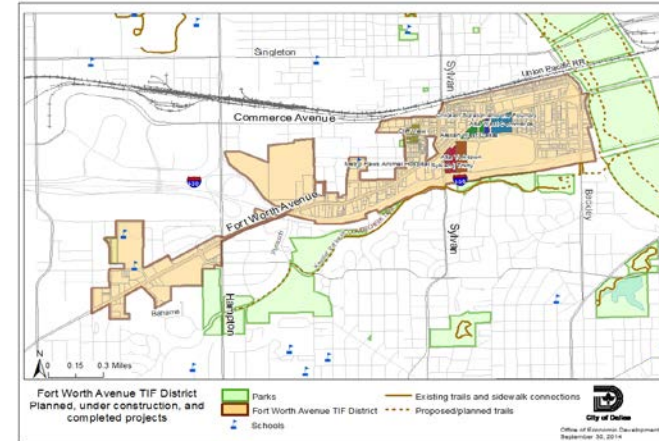 Singleton
Sylvan
Union Pacific RR
Commerce Avenue
Fort Worth Avenue
Sylvan
Beckley
Plymouth
Hampton
Bahama
N
0 0.15 0.3 Miles
Fort Worth Avenue TIF District
Planned, under construction, and
completed projects
Parks
Fort Worth Avenue TIF District
Schools
Existing trails and sidewalk connections
Proposed/planned trails
City of Dallas
Office of Economic Development
September 30, 2014